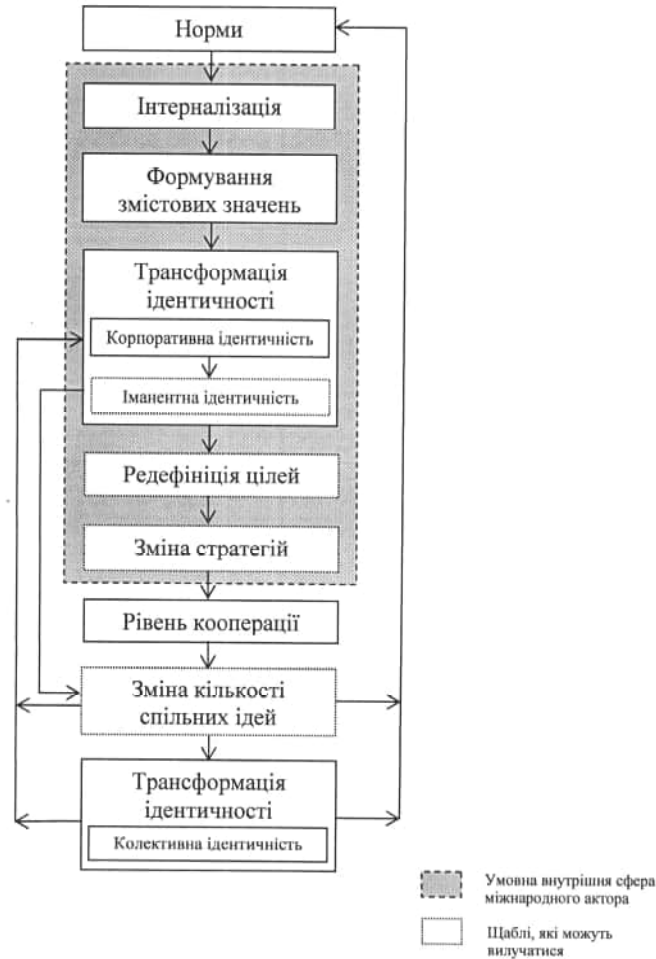 Норми
Інтерналізація
Формування
змістових значень
Трансформація
ідентичності
Корпоративна ідентичність
Іманентна ідентичність
Редефініція цілей
Зміна стратегій
Рівень кооперації
Зміна кількості
спільних ідей
Трансформація
ідентичності
Колективна ідентичність
Умовна внутрішня сфера
міжнародного актора
Щаблі, які можуть
вилучатися